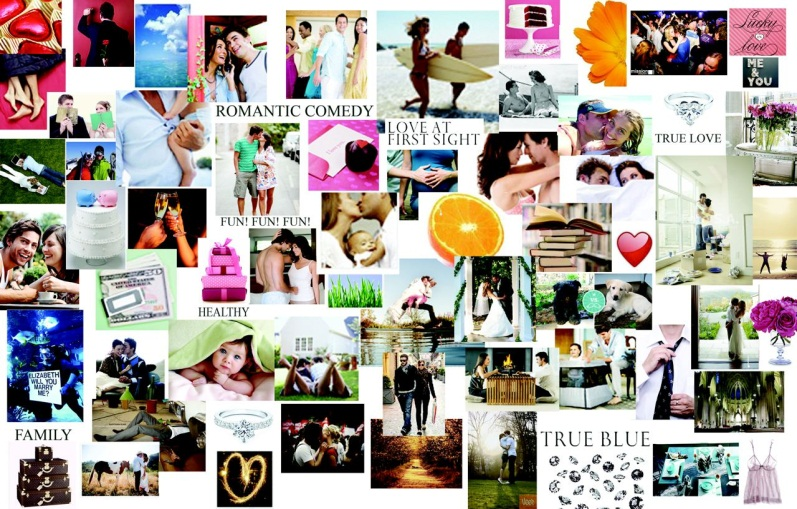 Lucky
in
love
ME
& YOU
ROMANTIC COMEDY
LOVE AT
FIRST SIGHT
TRUE LOVE
FUN! FUN! FUN!
HEALTHY
ELIZABETH
WILL YOU
MARRY
ME?
FAMILY
TRUE BLUE